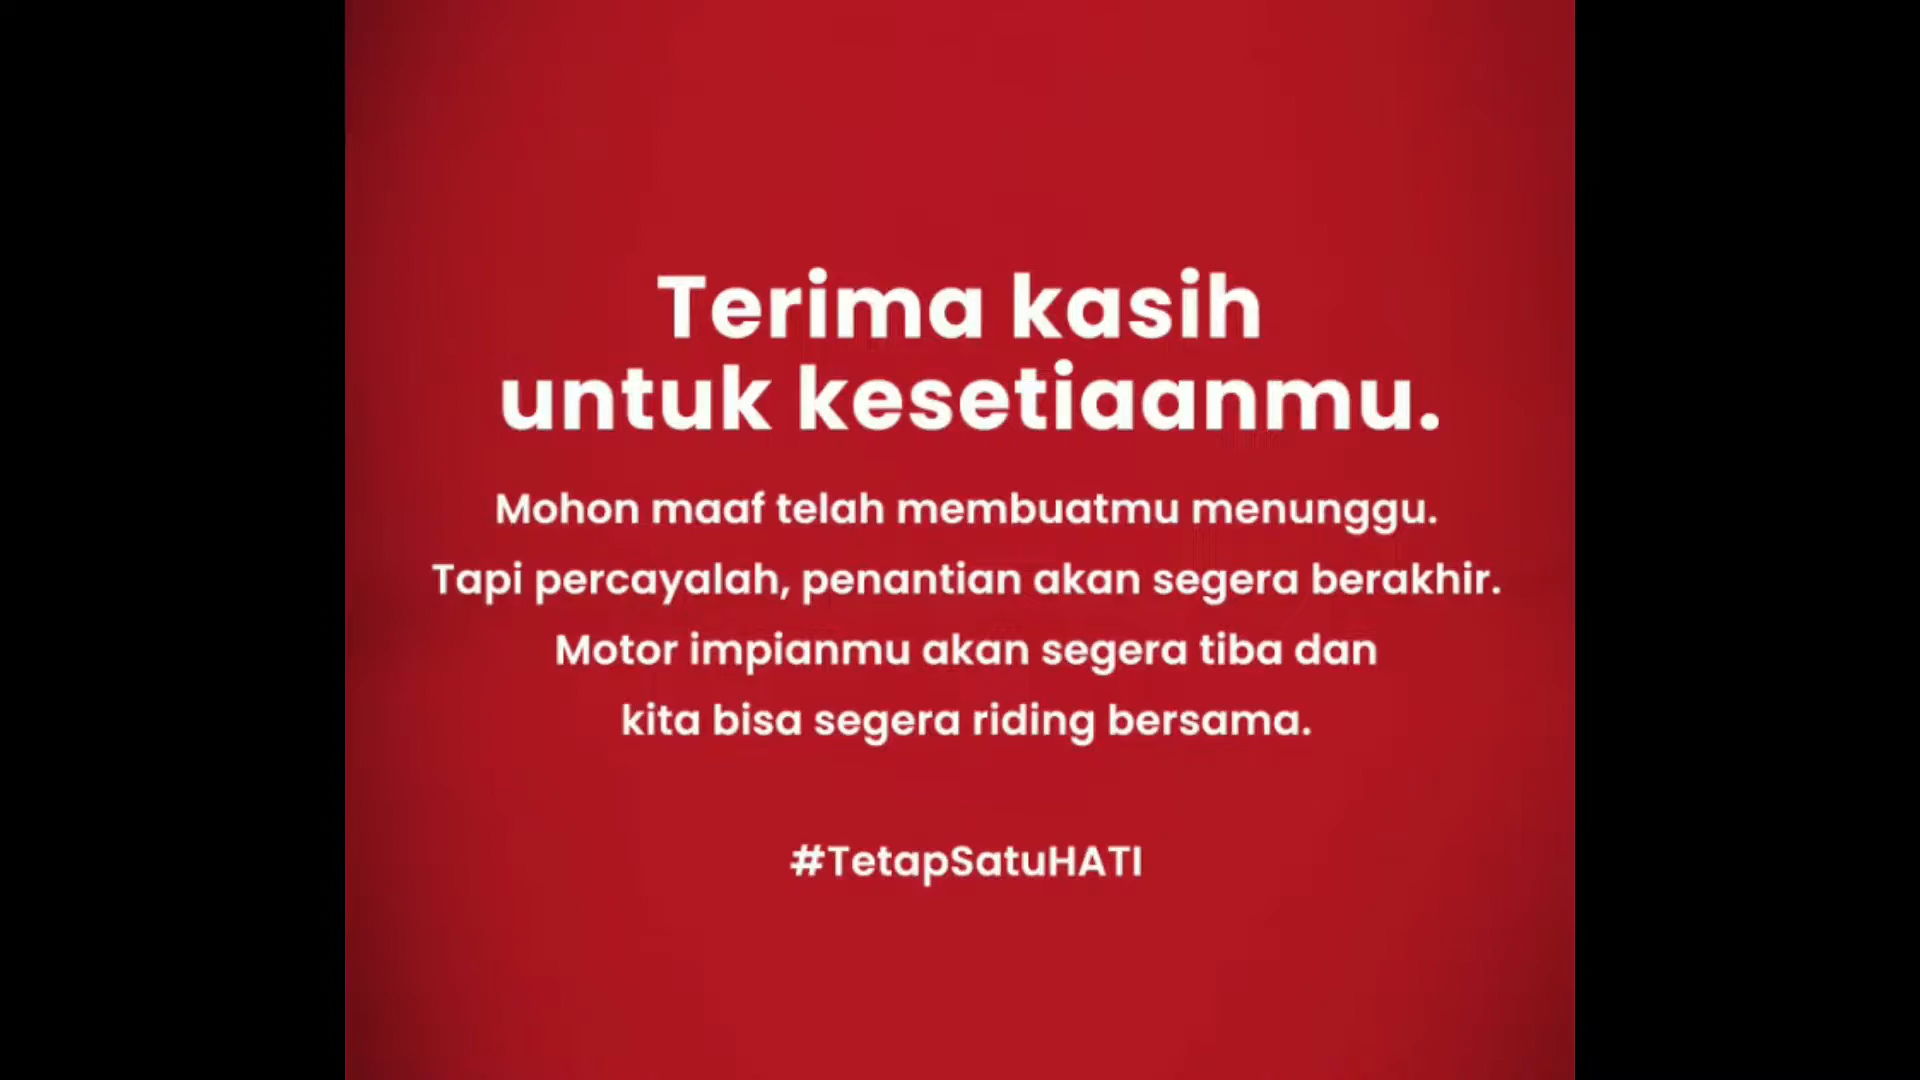 Terima kasih
untuk kesetiaanmu.
Mohon maaf telah membuatmu menunggu.
Tapi percayalah, penantian akan segera berakhir.
Motor impianmu akan segera tiba dan
kita bisa segera riding bersama.
#TetapSatuHATI